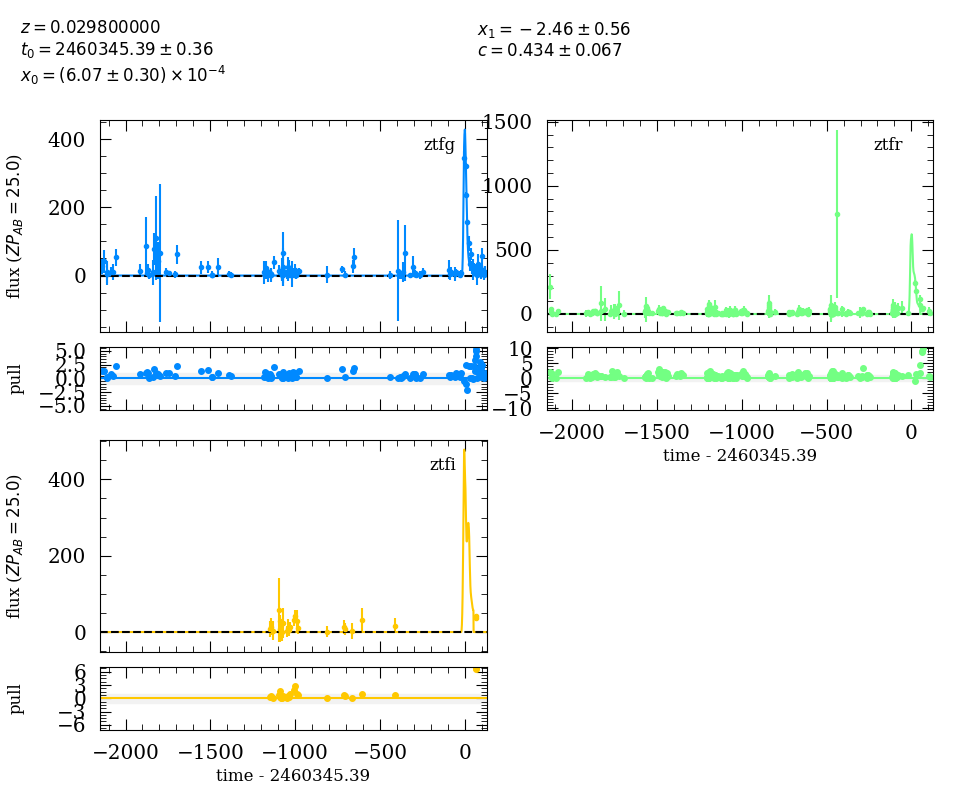 z = 0.029800000
t0 = 2460345.39 ± 0.36
x0 = (6.07 ± 0.30) × 10⁻⁴
x1 = −2.46 ± 0.56
c = 0.434 ± 0.067
flux (ZP_AB = 25.0)
400
200
0
ztfg
1500
1000
500
0
ztfr
pull
5.0
2.5
0.0
−2.5
−5.0
10
5
0
−5
−10
−2000 −1500 −1000 −500 0
time - 2460345.39
flux (ZP_AB = 25.0)
400
200
0
ztfi
pull
6
3
0
−3
−6
−2000 −1500 −1000 −500 0
time - 2460345.39